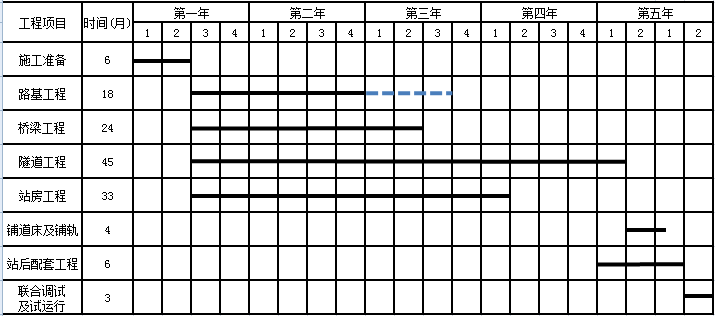 工程项目 时间(月) 第一年 第二年 第三年 第四年 第五年
1 2 3 4 1 2 3 4 1 2 3 4 1 2 3 4 1 2 1 2
施工准备 6
路基工程 18
桥梁工程 24
隧道工程 45
站房工程 33
铺道床及铺轨 4
站后配套工程 6
联合调试
及试运行 3